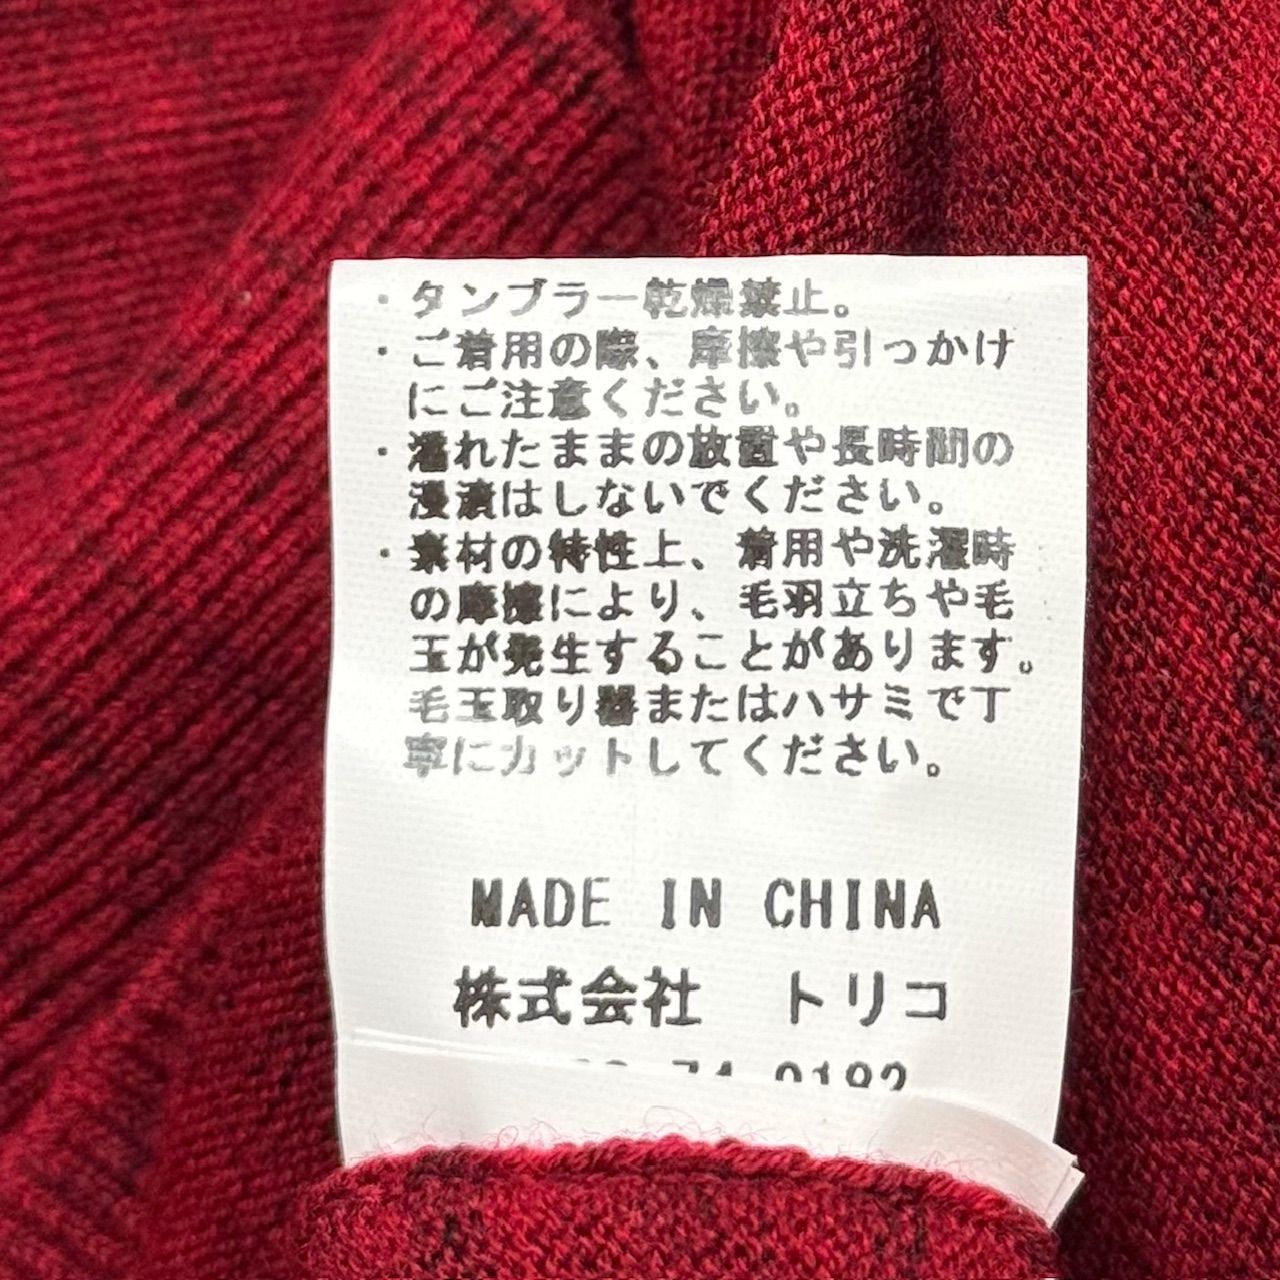 ・タンブラー乾燥禁止。
・ご着用の際、摩擦や引っかけ
にご注意ください。
・濡れたままの放置や長時間の
浸漬はしないでください。
・素材の特性上、着用や洗濯時
の摩擦により、毛羽立ちや毛
玉が発生することがあります。
毛玉取り器またはハサミで丁
寧にカットしてください。
MADE IN CHINA
株式会社 トリコ